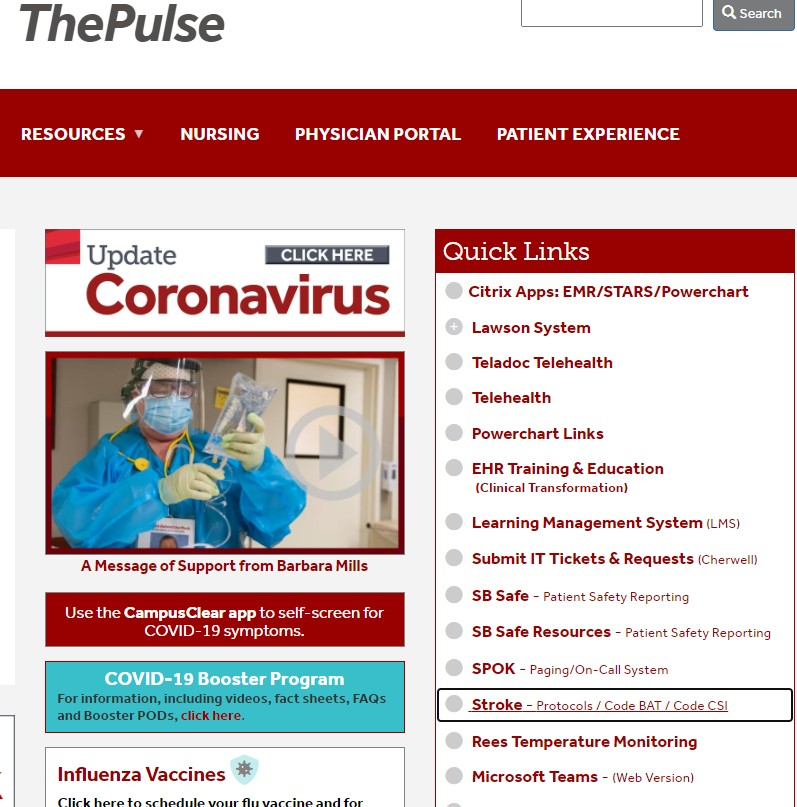 ThePulse
Search
RESOURCES ▼ NURSING PHYSICIAN PORTAL PATIENT EXPERIENCE
Update CLICK HERE
Coronavirus
A Message of Support from Barbara Mills
Use the CampusClear app to self-screen for
COVID-19 symptoms.
COVID-19 Booster Program
For information, including videos, fact sheets, FAQs
and Booster PODs, click here.
Influenza Vaccines
Click here to schedule your flu vaccine and for
Quick Links
Citrix Apps: EMR/STARS/Powerchart
Lawson System
Teladoc Telehealth
Telehealth
Powerchart Links
EHR Training & Education
(Clinical Transformation)
Learning Management System (LMS)
Submit IT Tickets & Requests (Cherwell)
SB Safe - Patient Safety Reporting
SB Safe Resources - Patient Safety Reporting
SPOK - Paging/On-Call System
Stroke - Protocols / Code BAT / Code CSI
Rees Temperature Monitoring
Microsoft Teams - (Web Version)